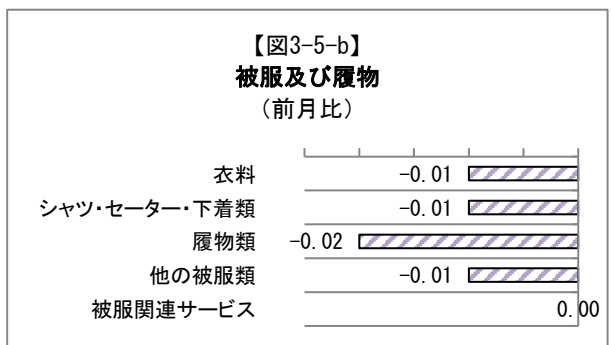 【図3-5-b】
被服及び履物
（前月比）
衣料 -0.01
シャツ・セーター・下着類 -0.01
履物類 -0.02
他の被服類 -0.01
被服関連サービス 0.00